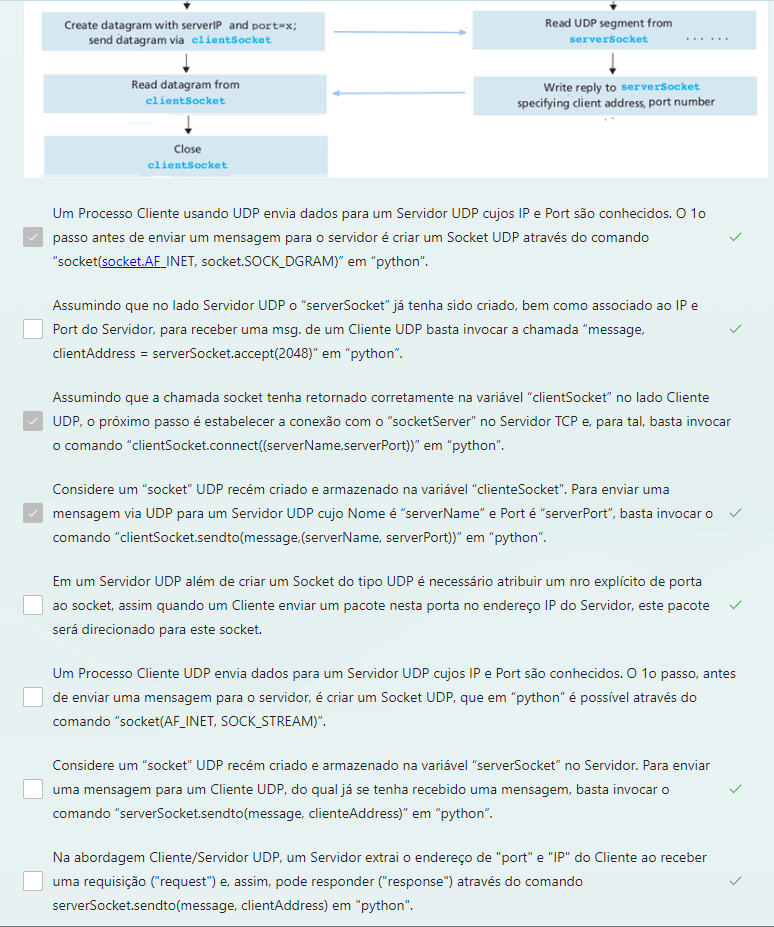 Create datagram with serverIP and port=x;
send datagram via clientSocket
Read UDP segment from
serverSocket
... ...
Read datagram from
clientSocket
Write reply to serverSocket
specifying client address, port number
Close
clientSocket
Um Processo Cliente usando UDP envia dados para um Servidor UDP cujos IP e Port são conhecidos. O 1o
passo antes de enviar um mensagem para o servidor é criar um Socket UDP através do comando
"socket(socket.AF_INET, socket.SOCK_DGRAM)” em “python”.
Assumindo que no lado Servidor UDP o “serverSocket” já tenha sido criado, bem como associado ao IP e
Port do Servidor, para receber uma msg. de um Cliente UDP basta invocar a chamada “message,
clientAddress = serverSocket.accept(2048)” em “python”.
Assumindo que a chamada socket tenha retornado corretamente na variável “clientSocket” no lado Cliente
UDP, o próximo passo é estabelecer a conexão com o “socketServer” no Servidor TCP e, para tal, basta invocar
o comando “clientSocket.connect((serverName,serverPort))” em “python”.
Considere um “socket” UDP recém criado e armazenado na variável “clienteSocket”. Para enviar uma
mensagem via UDP para um Servidor UDP cujo Nome é “serverName” e Port é “serverPort”, basta invocar o
comando “clientSocket.sendto(message,(serverName, serverPort))” em “python”.
Em um Servidor UDP além de criar um Socket do tipo UDP é necessário atribuir um nro explícito de porta
ao socket, assim quando um Cliente enviar um pacote nesta porta no endereço IP do Servidor, este pacote
será direcionado para este socket.
Um Processo Cliente UDP envia dados para um Servidor UDP cujos IP e Port são conhecidos. O 1o passo, antes
de enviar uma mensagem para o servidor, é criar um Socket UDP, que em “python” é possível através do
comando “socket(AF_INET, SOCK_STREAM)”.
Considere um “socket” UDP recém criado e armazenado na variável “serverSocket” no Servidor. Para enviar
uma mensagem para um Cliente UDP, do qual já se tenha recebido uma mensagem, basta invocar o
comando “serverSocket.sendto(message, clienteAddress)” em “python”.
Na abordagem Cliente/Servidor UDP, um Servidor extrai o endereço de "port" e "IP" do Cliente ao receber
uma requisição ("request") e, assim, pode responder ("response") através do comando
serverSocket.sendto(message, clientAddress) em "python".